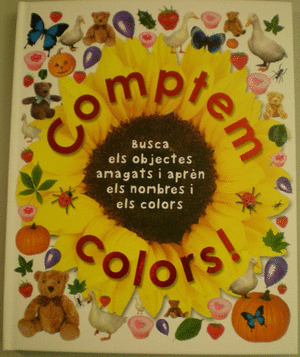 Comptem
Busca
els objectes
amagats i aprèn
els nombres i
els colors
colors!